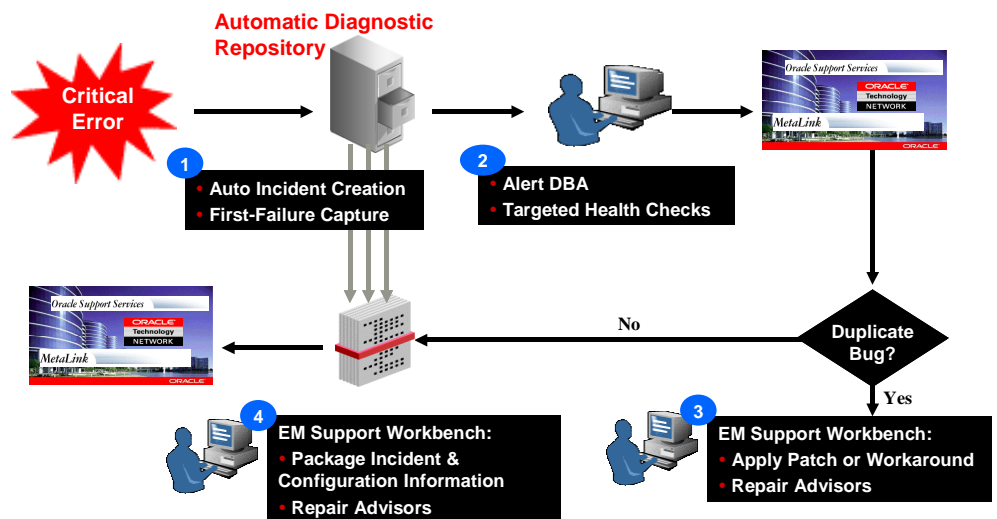 Automatic Diagnostic
Repository
Critical
Error
Oracle Support Services
ORACLE
Technology
NETWORK
MetaLink
ORACLE
1
• Auto Incident Creation
• First-Failure Capture
2
• Alert DBA
• Targeted Health Checks
Oracle Support Services
ORACLE
Technology
NETWORK
MetaLink
ORACLE
No
Duplicate
Bug?
Yes
4
EM Support Workbench:
• Package Incident &
Configuration Information
• Repair Advisors
3
EM Support Workbench:
• Apply Patch or Workaround
• Repair Advisors